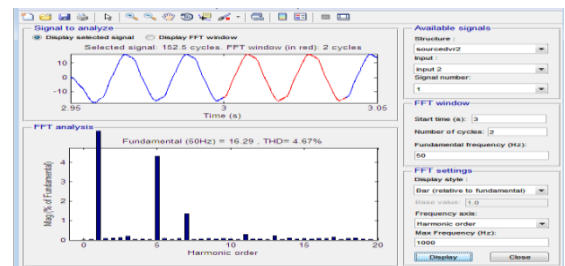 Signal to analyze
Display selected signal Display FFT window
Selected signal: 152.5 cycles. FFT window (in red): 2 cycles
10
0
-10
2.95 3 3.05
Time (s)
FFT analysis
Fundamental (50Hz) = 16.29 , THD= 4.67%
4
3
2
1
0
Mag (% of Fundamental)
0 5 10 15 20
Harmonic order
Available signals
Structure :
sourcedvr2
Input :
input 2
Signal number:
1
FFT window
Start time (s): 3
Number of cycles: 2
Fundamental frequency (Hz):
50
FFT settings
Display style :
Bar (relative to fundamental)
Base value: 1.0
Frequency axis:
Harmonic order
Max Frequency (Hz):
1000
Display Close